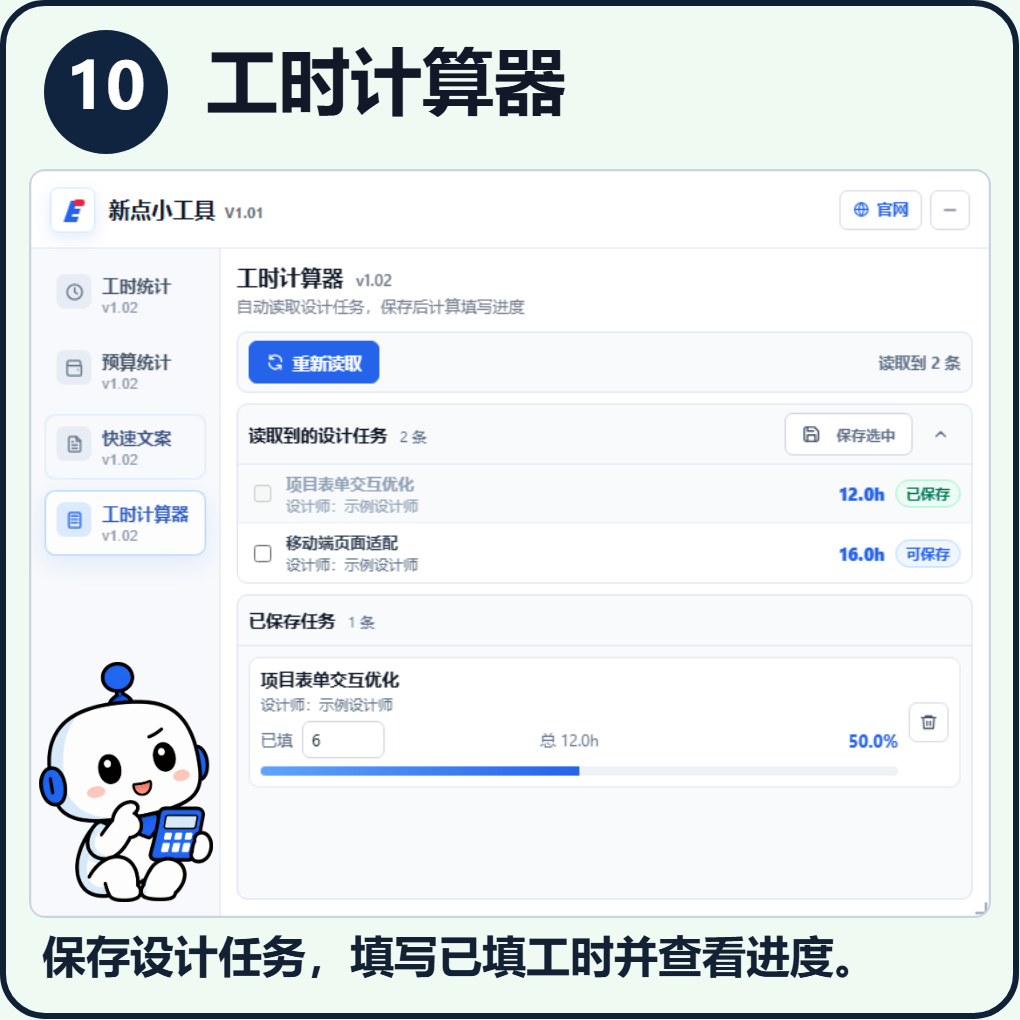 10 工时计算器
新点小工具 V1.01
官网
工时统计
v1.02
预算统计
v1.02
快速文案
v1.02
工时计算器
v1.02
工时计算器 v1.02
自动读取设计任务，保存后计算填写进度
重新读取
读取到 2 条
读取到的设计任务 2 条
保存选中
项目表单交互优化
设计师：示例设计师
12.0h 已保存
移动端页面适配
设计师：示例设计师
16.0h 可保存
已保存任务 1 条
项目表单交互优化
设计师：示例设计师
已填 6 总 12.0h 50.0%
保存设计任务，填写已填工时并查看进度。